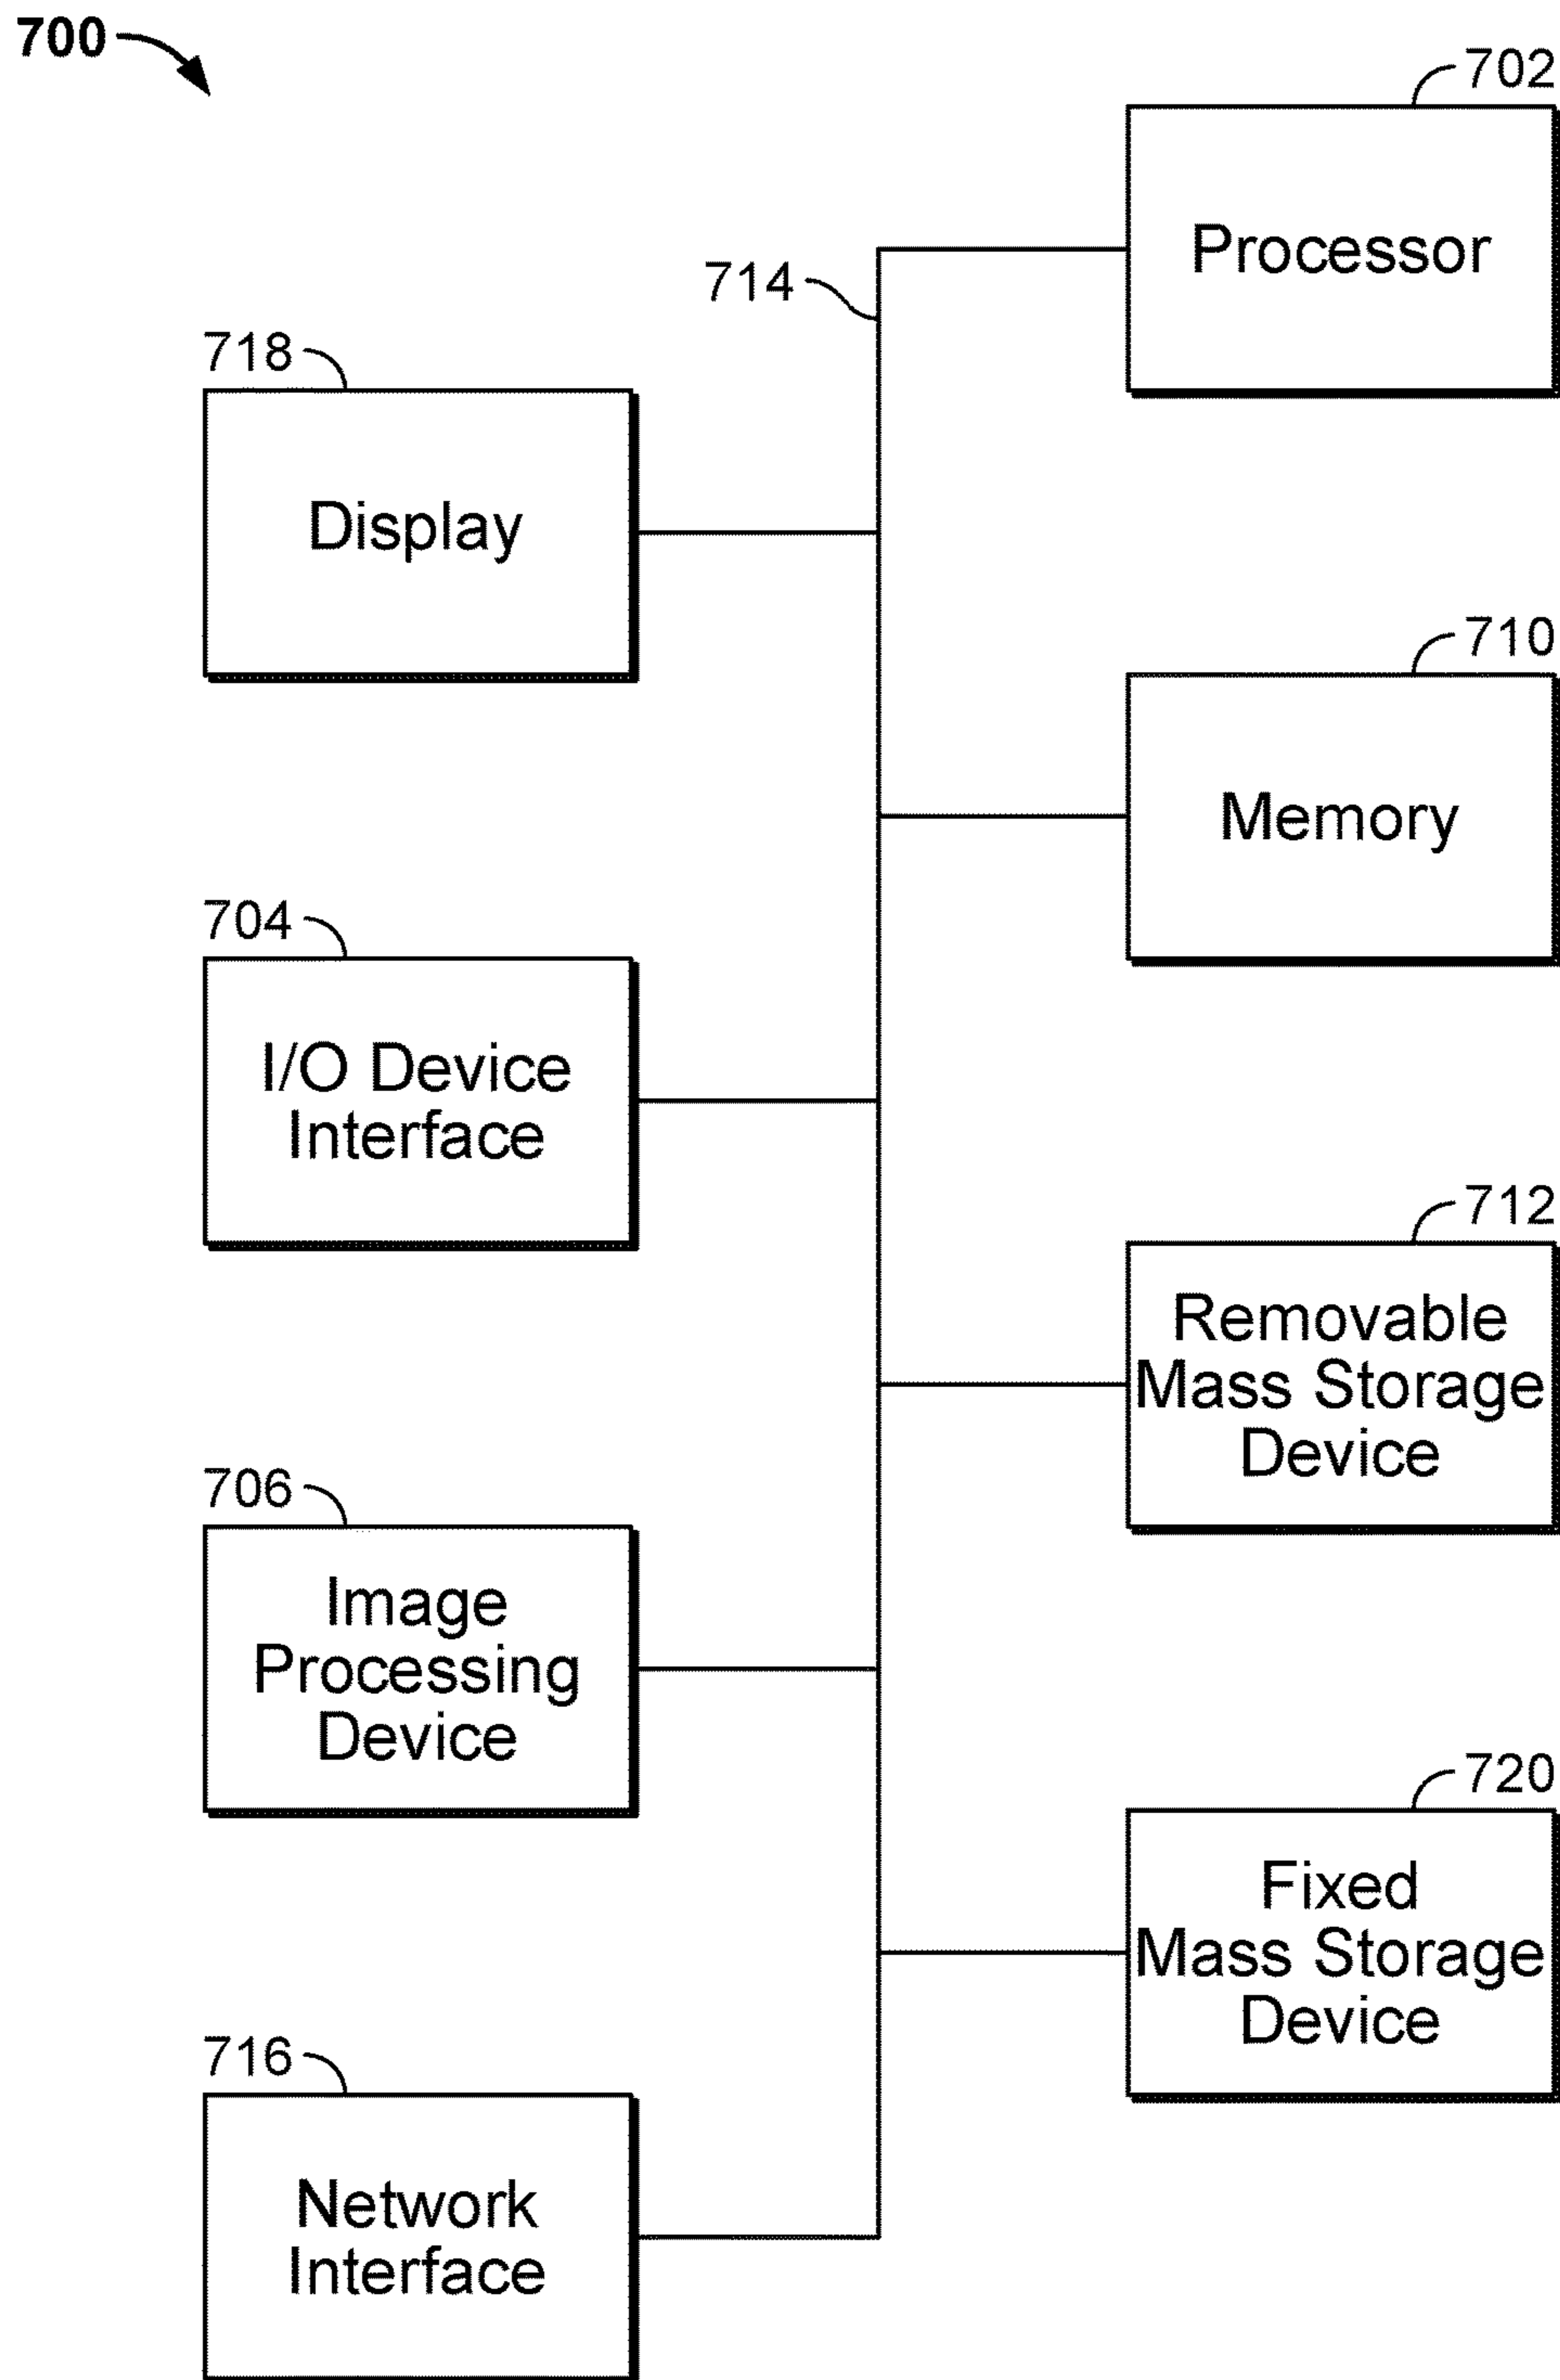 700
702
Processor
714
718
Display
710
Memory
704
I/O Device
Interface
712
Removable
Mass Storage
Device
706
Image
Processing
Device
720
Fixed
Mass Storage
Device
716
Network
Interface